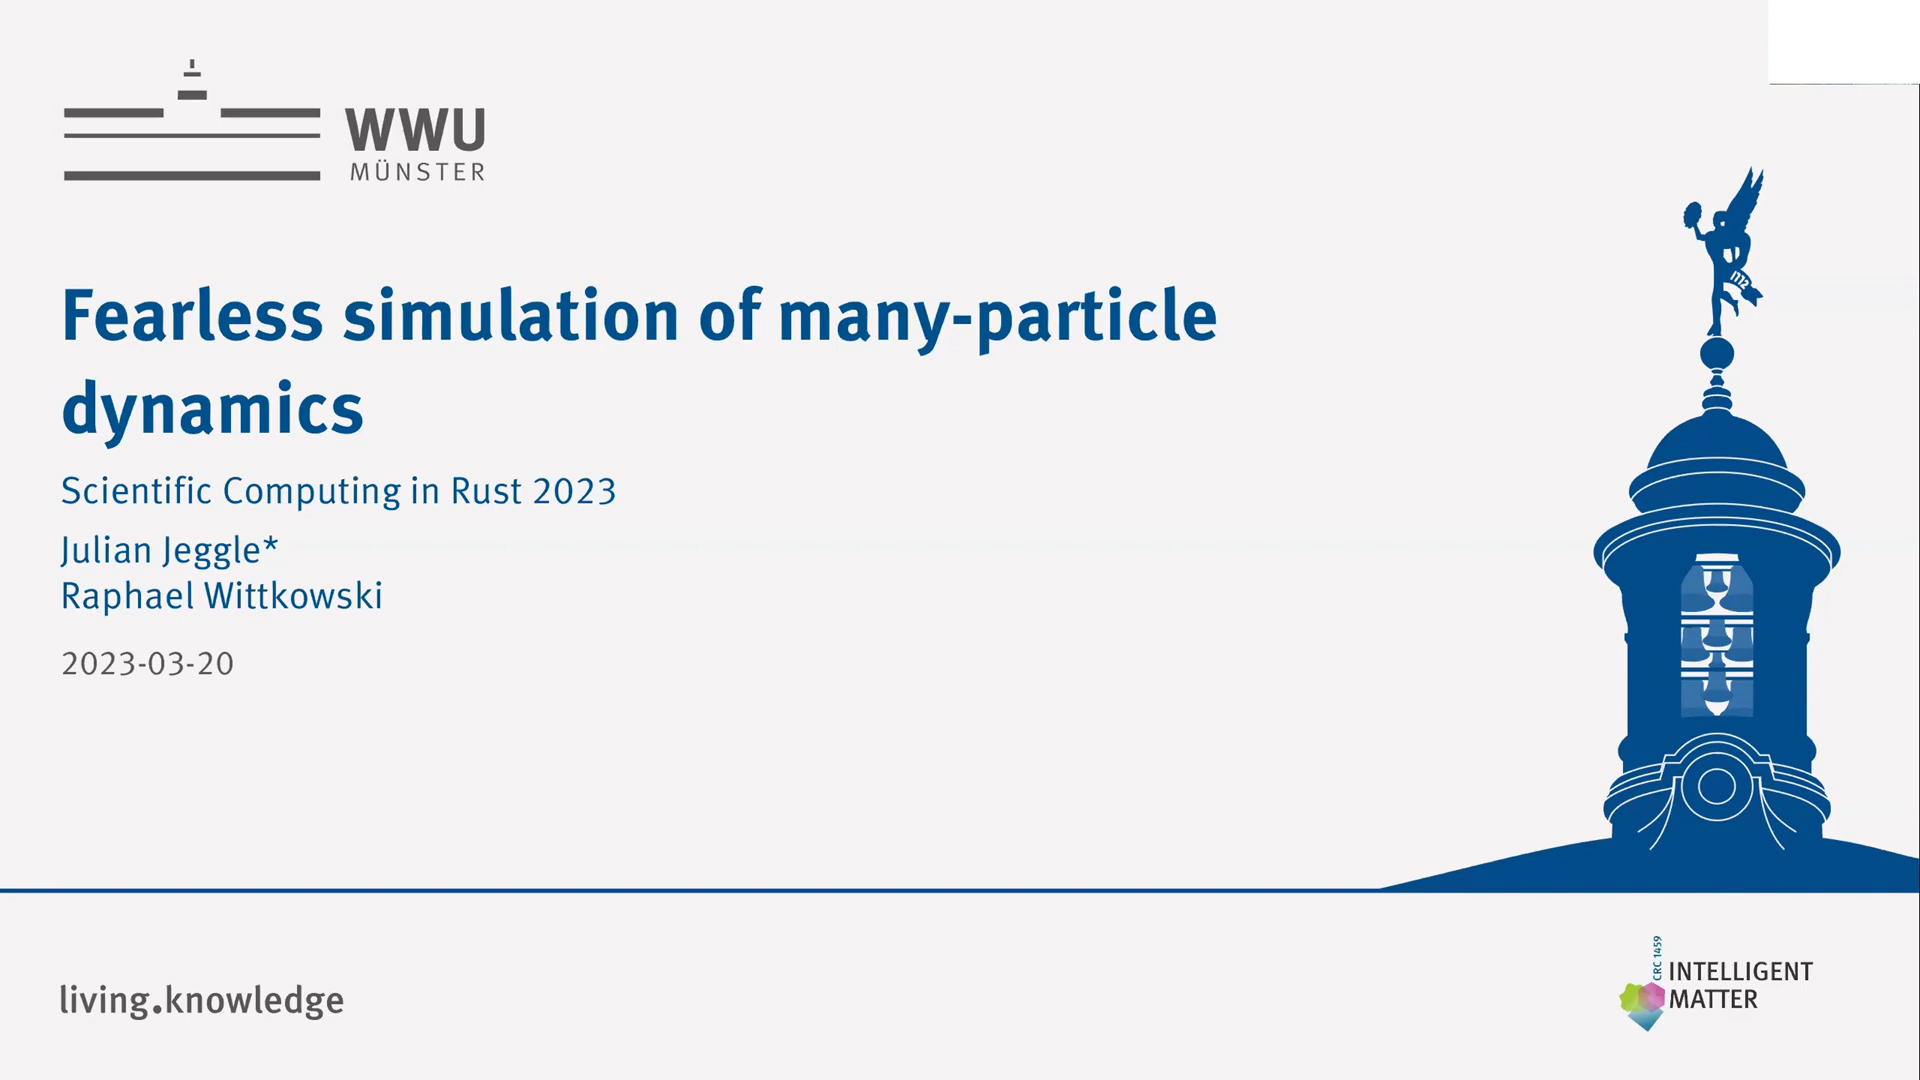 WWU
MÜNSTER
Fearless simulation of many-particle
dynamics
Scientific Computing in Rust 2023
Julian Jeggle*
Raphael Wittkowski
2023-03-20
living.knowledge
CRC 1459
INTELLIGENT
MATTER